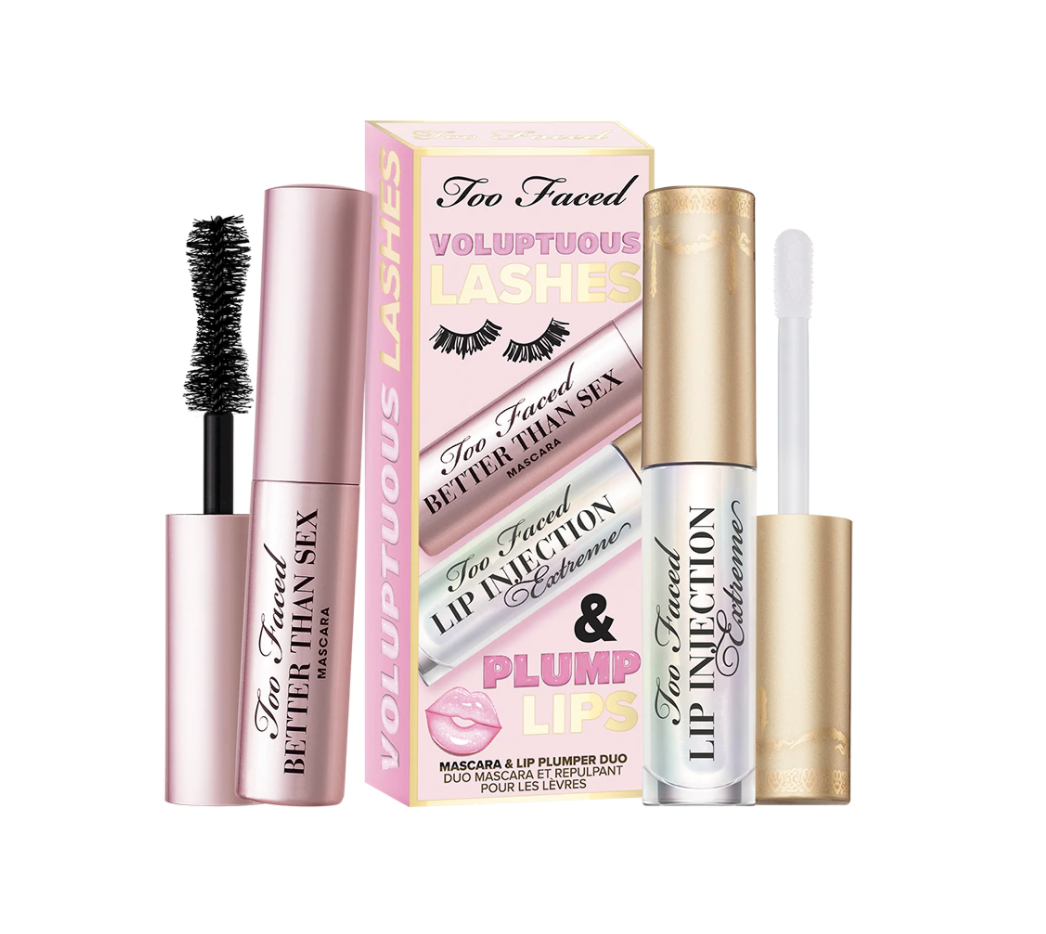 Too Faced
BETTER THAN SEX
MASCARA
Too Faced
VOLUPTUOUS LASHES
Too Faced
VOLUPTUOUS
LASHES
Too Faced
BETTER THAN SEX
MASCARA
Too Faced
LIP INJECTION
Extreme
&
PLUMP
LIPS
MASCARA & LIP PLUMPER DUO
DUO MASCARA ET REPULPANT
POUR LES LÈVRES
Too Faced
LIP INJECTION
Extreme